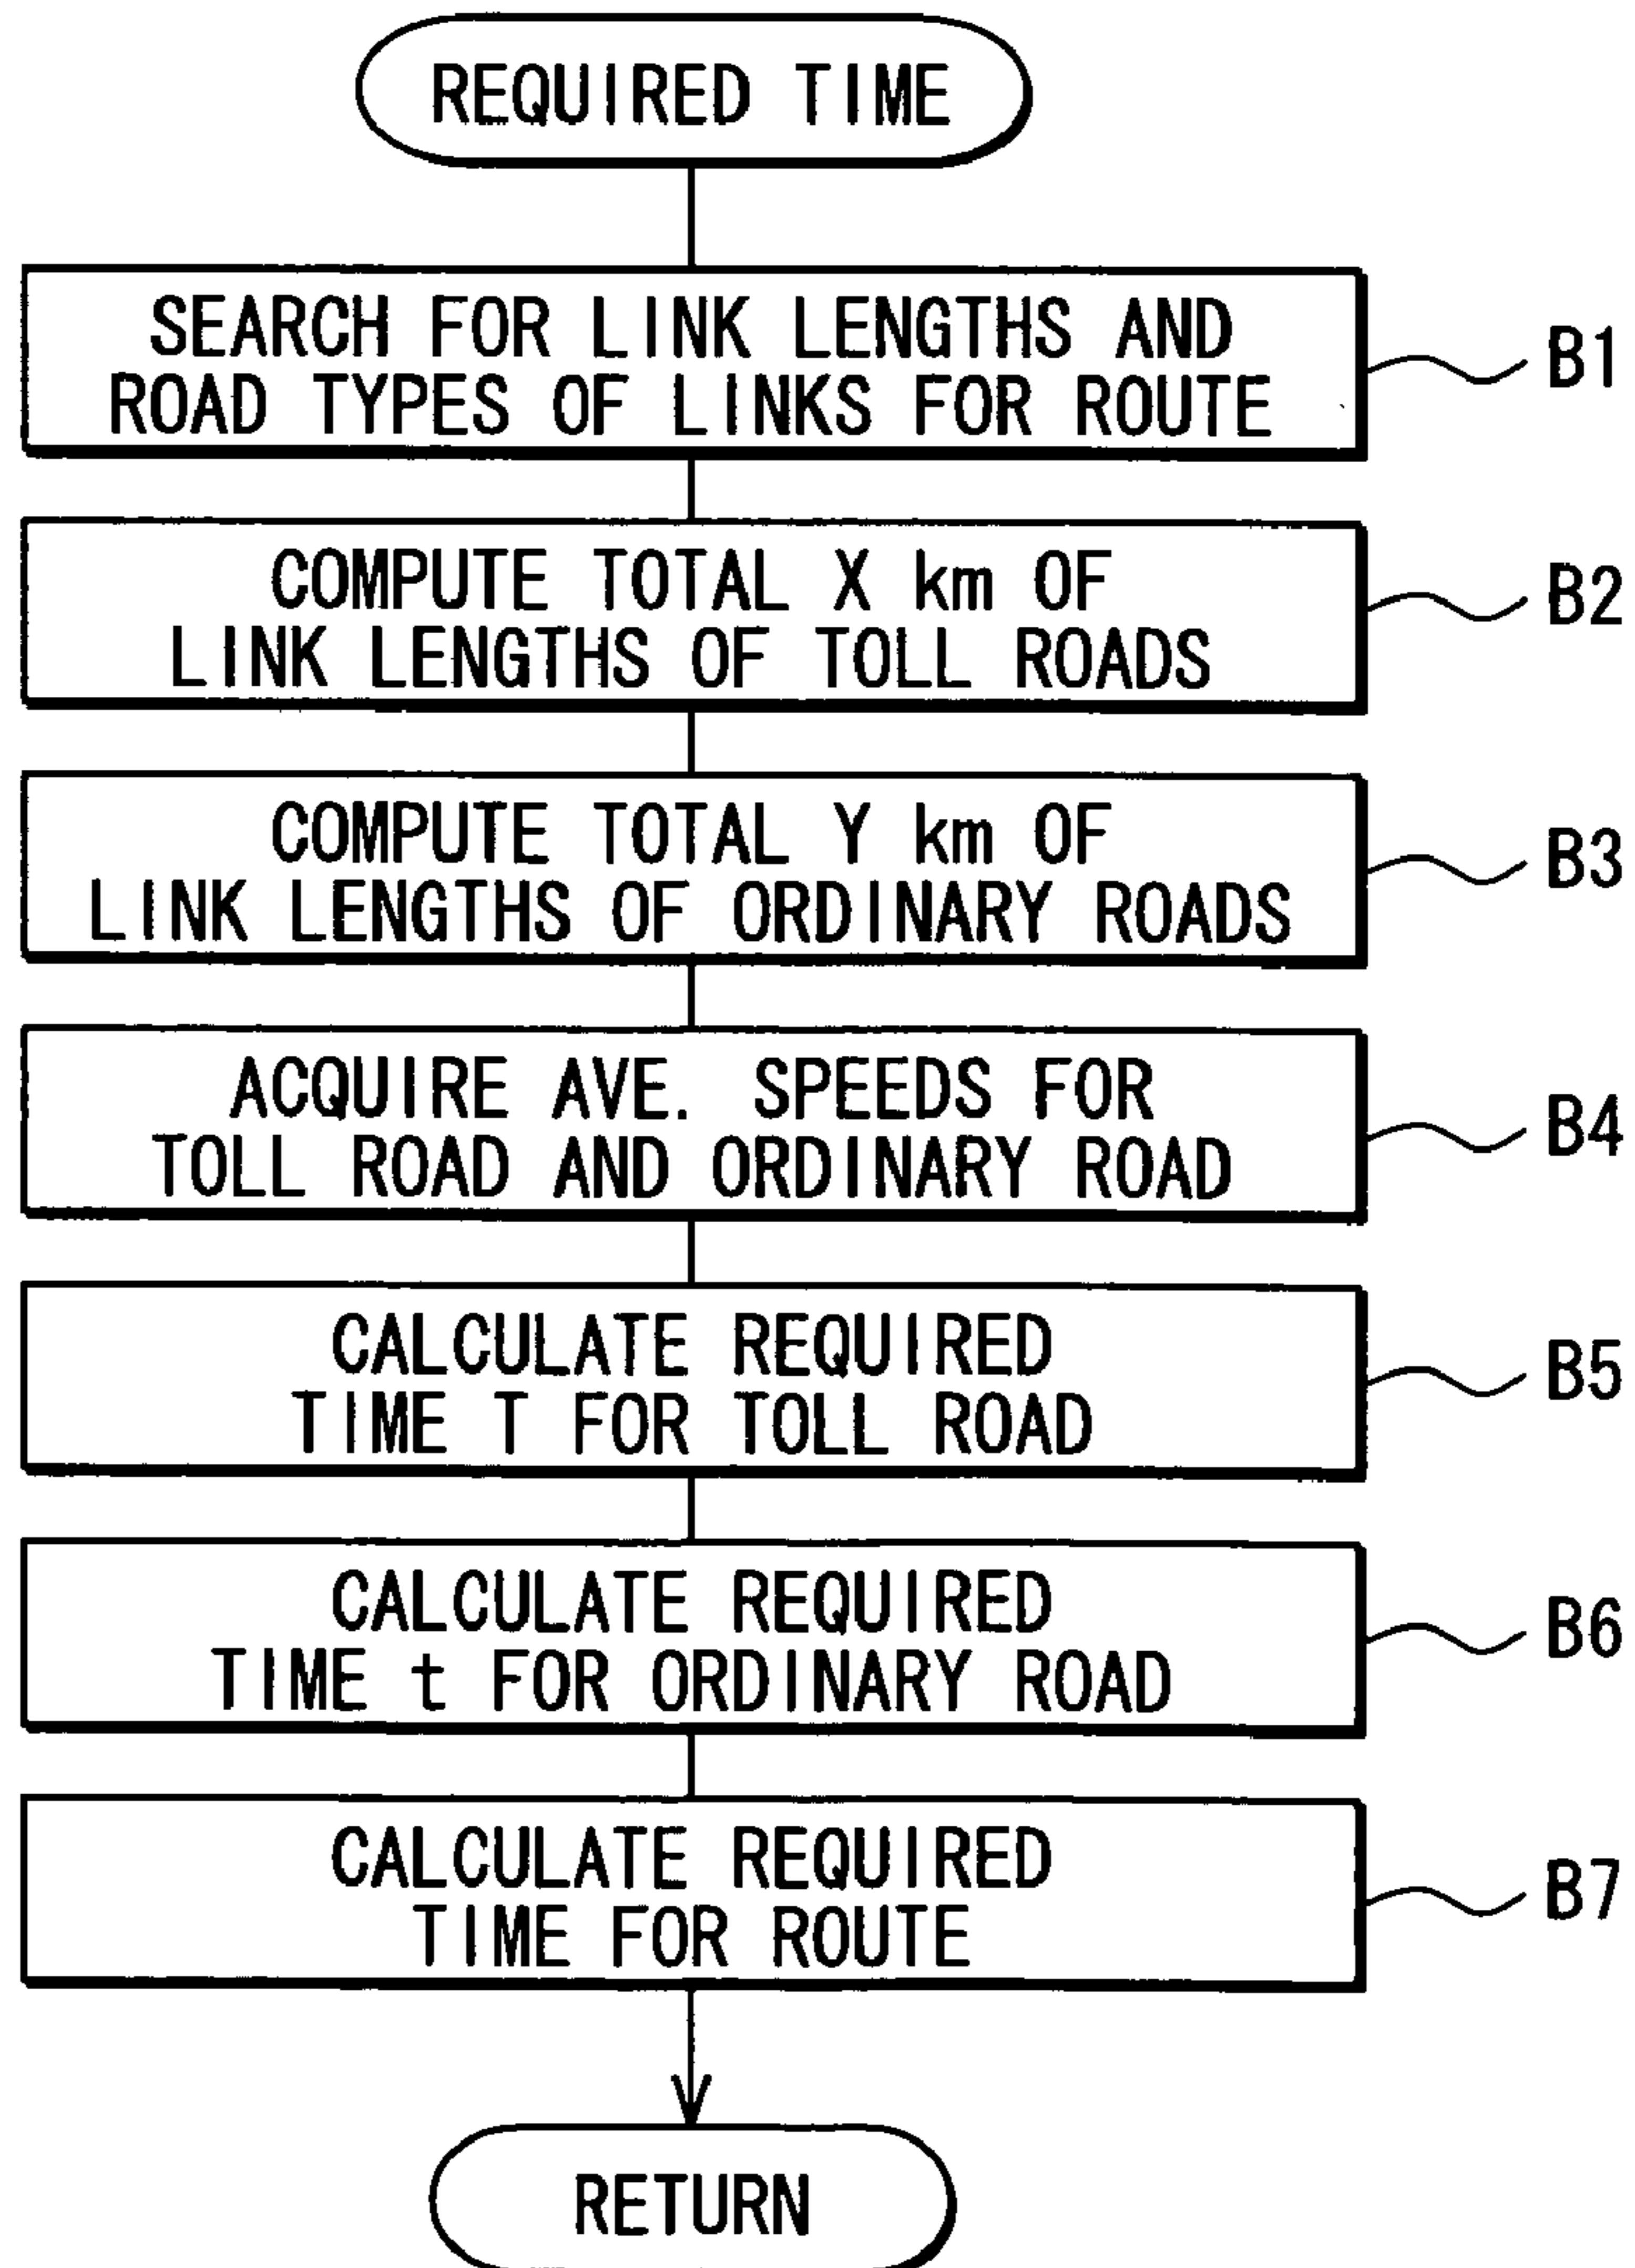 REQUIRED TIME
SEARCH FOR LINK LENGTHS AND
ROAD TYPES OF LINKS FOR ROUTE
B1
COMPUTE TOTAL X km OF
LINK LENGTHS OF TOLL ROADS
B2
COMPUTE TOTAL Y km OF
LINK LENGTHS OF ORDINARY ROADS
B3
ACQUIRE AVE. SPEEDS FOR
TOLL ROAD AND ORDINARY ROAD
B4
CALCULATE REQUIRED
TIME T FOR TOLL ROAD
B5
CALCULATE REQUIRED
TIME t FOR ORDINARY ROAD
B6
CALCULATE REQUIRED
TIME FOR ROUTE
B7
RETURN